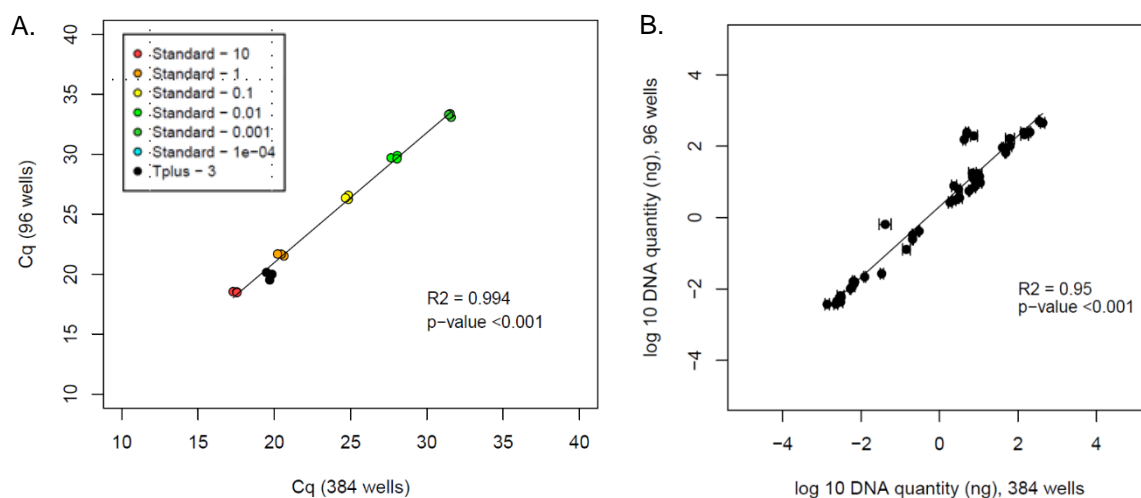 A.
Cq (96 wells)
40
35
30
25
20
15
10
Standard − 10
Standard − 1
Standard − 0.1
Standard − 0.01
Standard − 0.001
Standard − 1e−04
Tplus − 3
R2 = 0.994
p−value <0.001
10 15 20 25 30 35 40
Cq (384 wells)
B.
log 10 DNA quantity (ng), 96 wells
4
2
0
−2
−4
R2 = 0.95
p−value <0.001
−4 −2 0 2 4
log 10 DNA quantity (ng), 384 wells